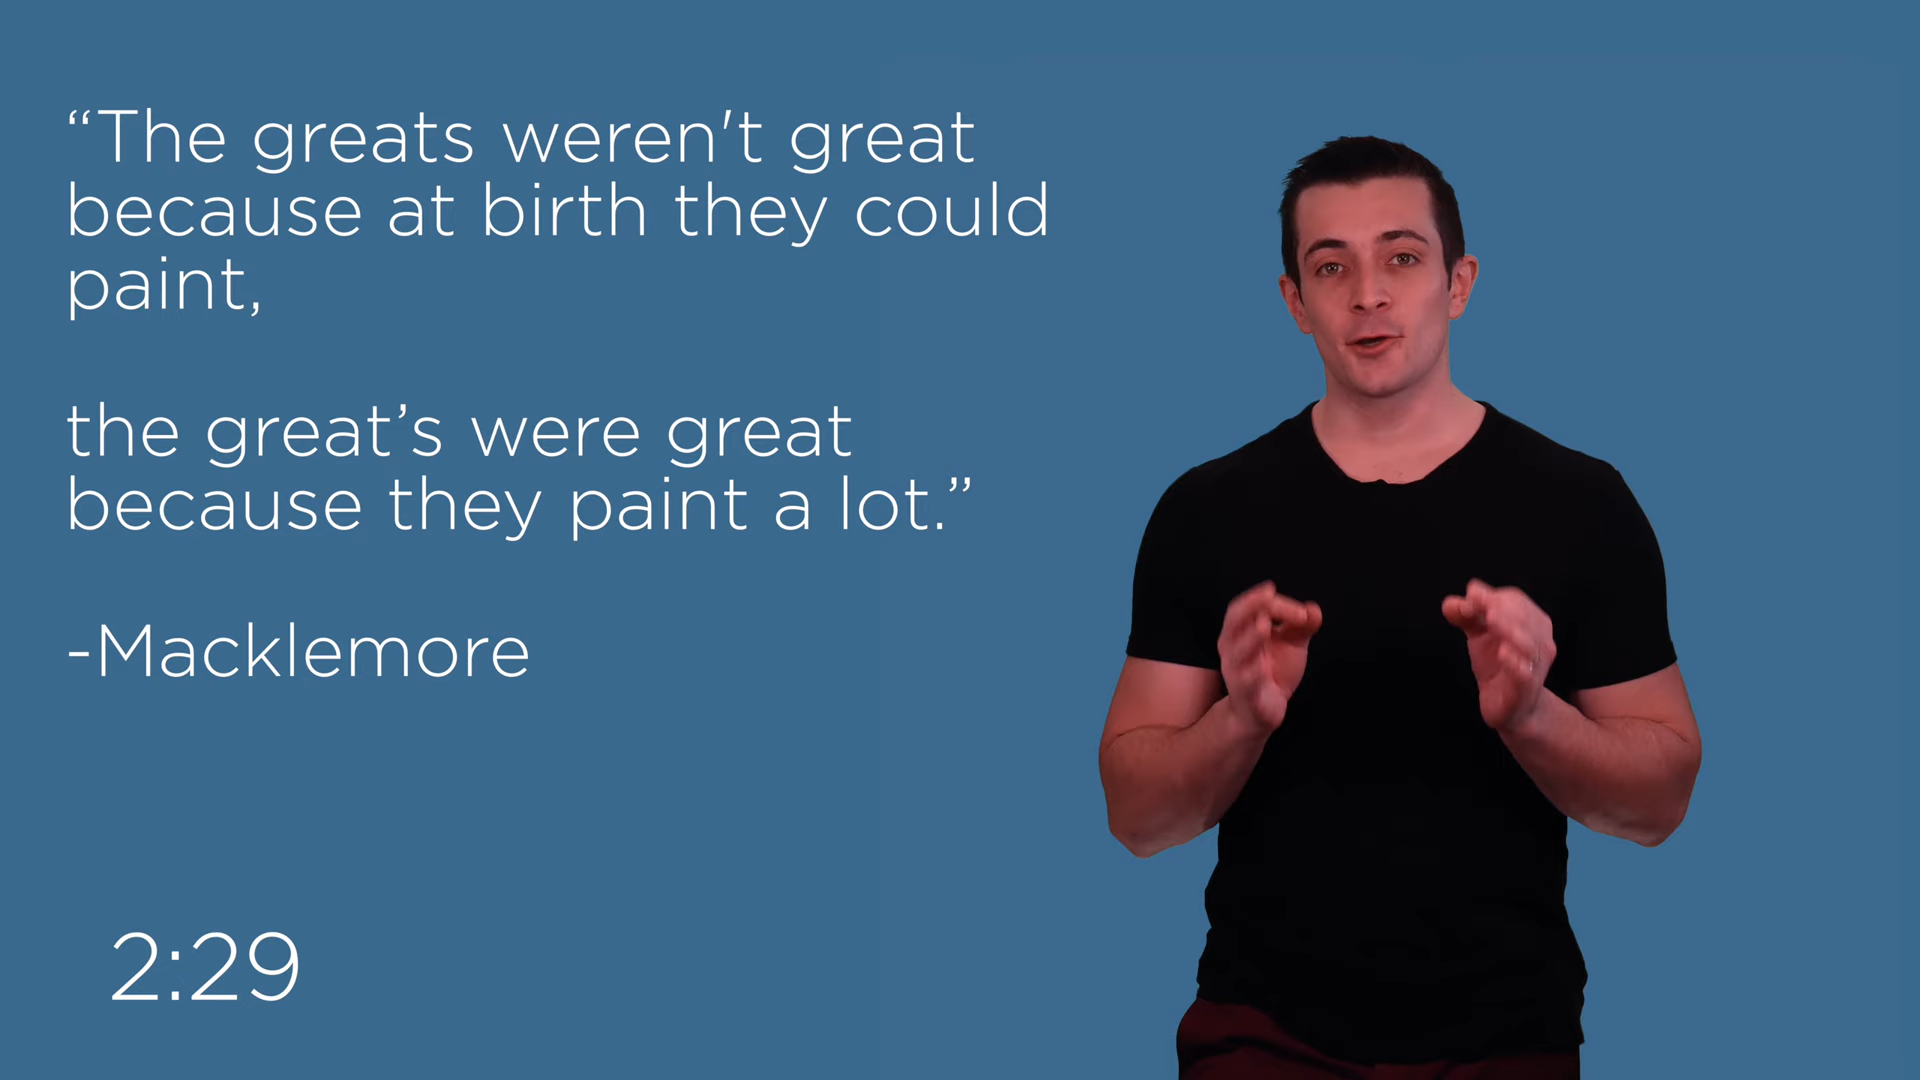 “The greats weren't great
because at birth they could
paint,
the great’s were great
because they paint a lot.”
-Macklemore
2:29